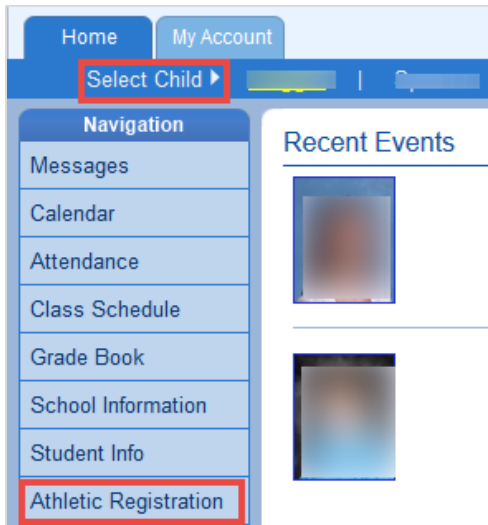 Home
My Account
Select Child ▶ |
Navigation
Messages
Calendar
Attendance
Class Schedule
Grade Book
School Information
Student Info
Athletic Registration
Recent Events